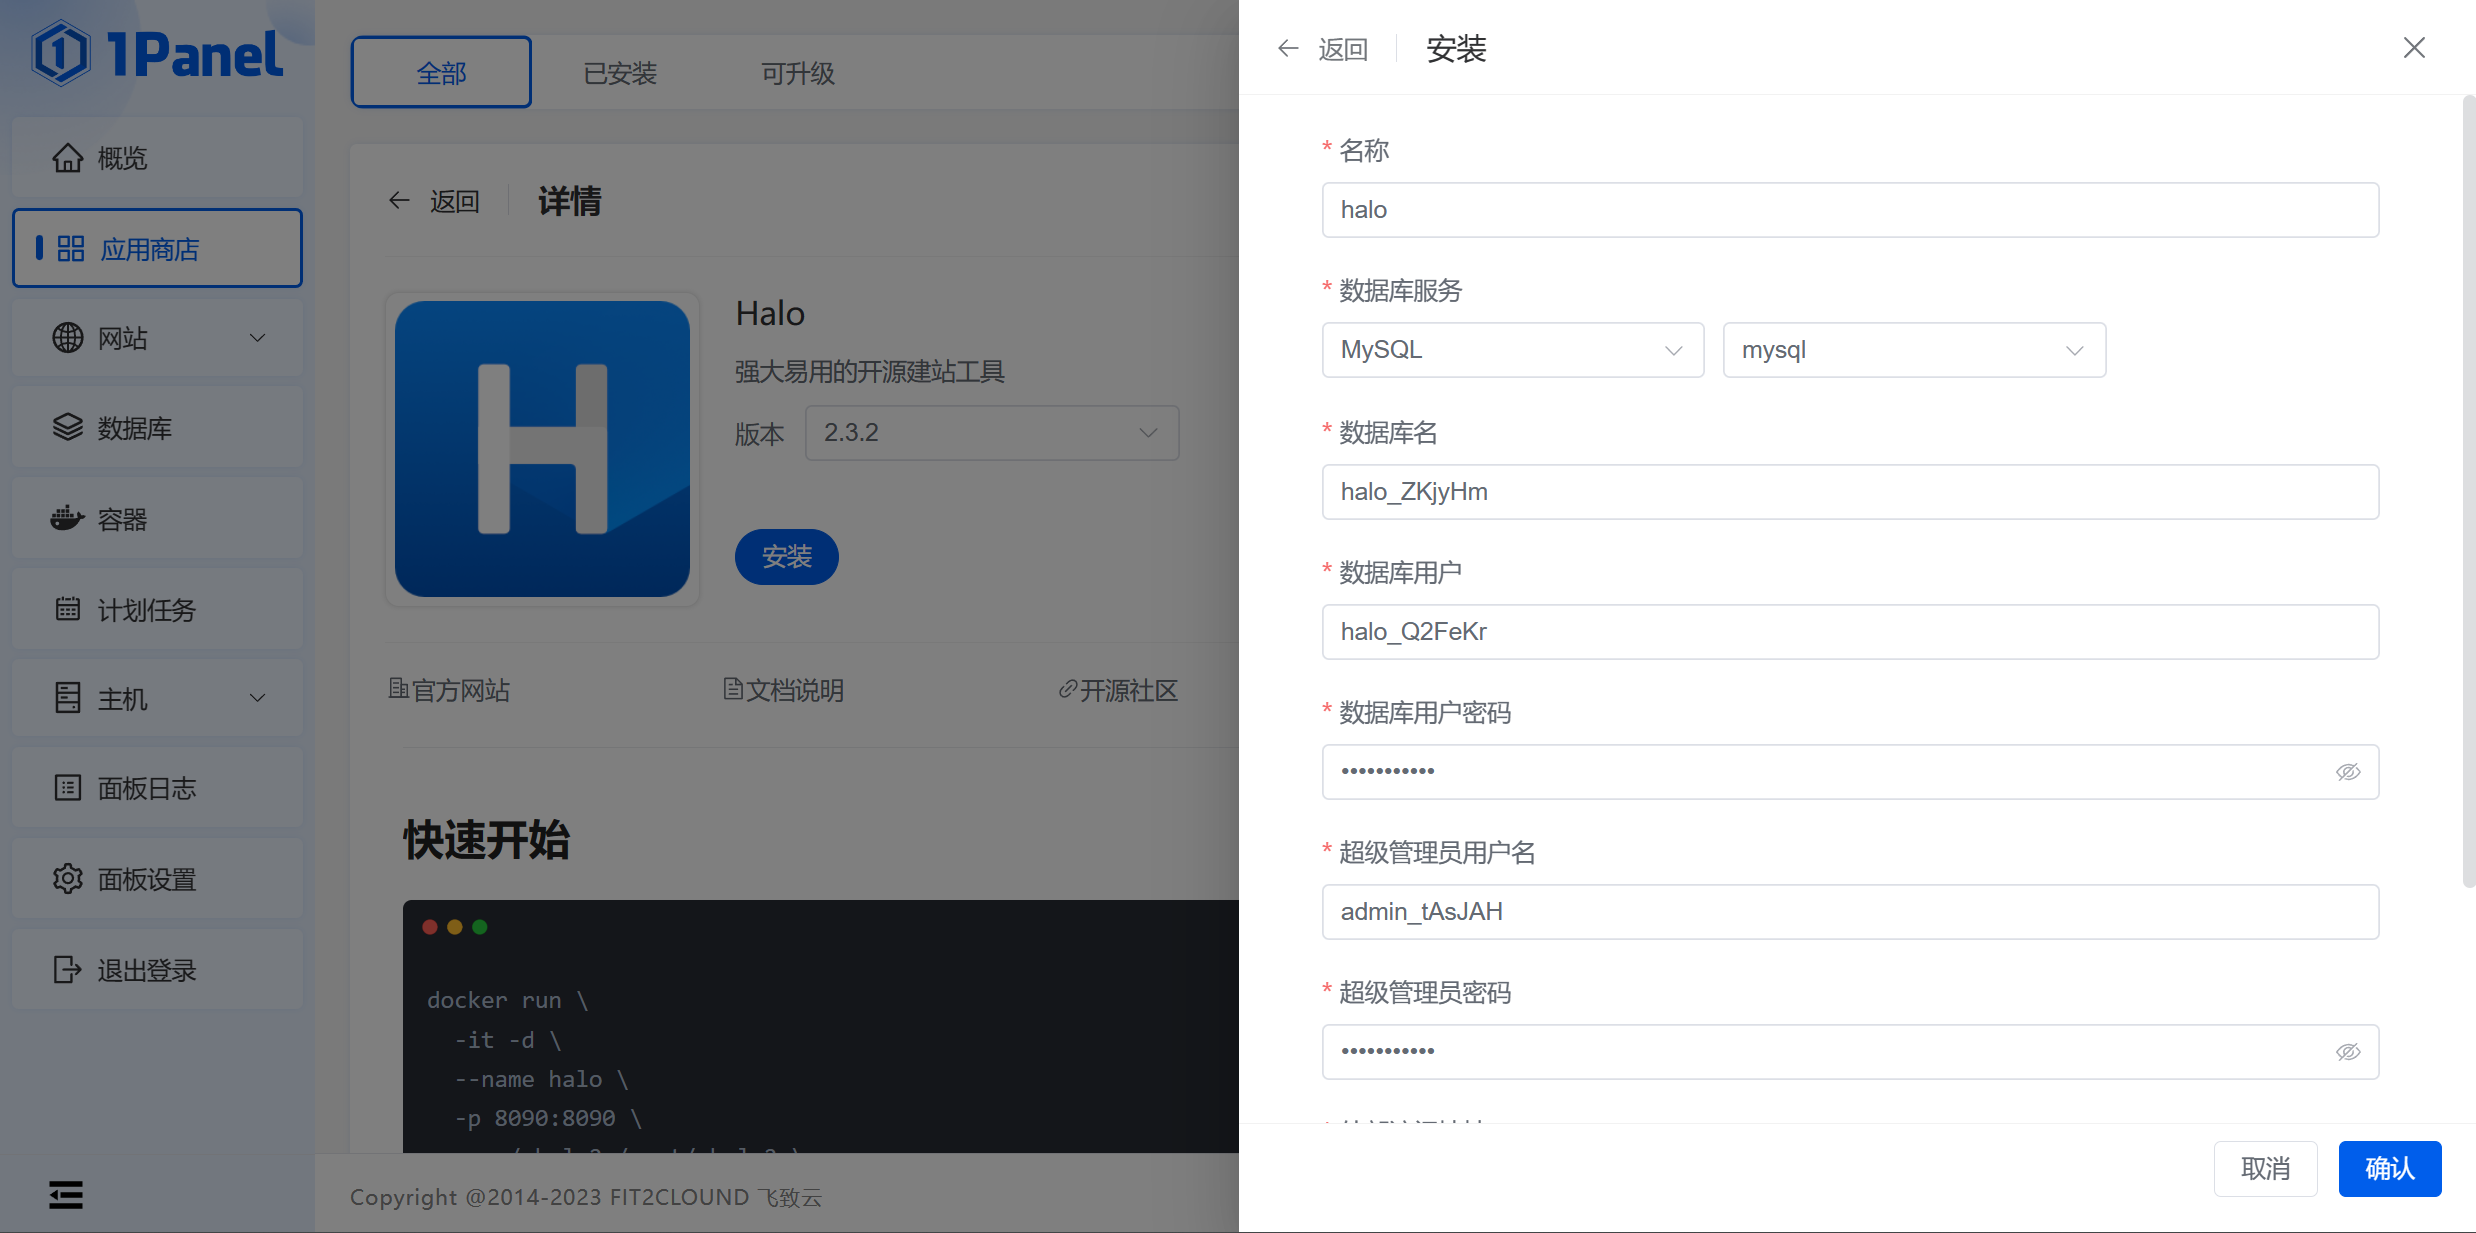 1Panel
概览
应用商店
网站
数据库
容器
计划任务
主机
面板日志
面板设置
退出登录
全部
已安装
可升级
返回
详情
Halo
强大易用的开源建站工具
版本
2.3.2
安装
官方网站
文档说明
开源社区
快速开始
docker run \
-it -d \
--name halo \
-p 8090:8090 \
Copyright @2014-2023 FIT2CLOUND 飞致云
返回
安装
* 名称
halo
* 数据库服务
MySQL
mysql
* 数据库名
halo_ZKjyHm
* 数据库用户
halo_Q2FeKr
* 数据库用户密码
•••••••••••
* 超级管理员用户名
admin_tAsJAH
* 超级管理员密码
•••••••••••
取消
确认